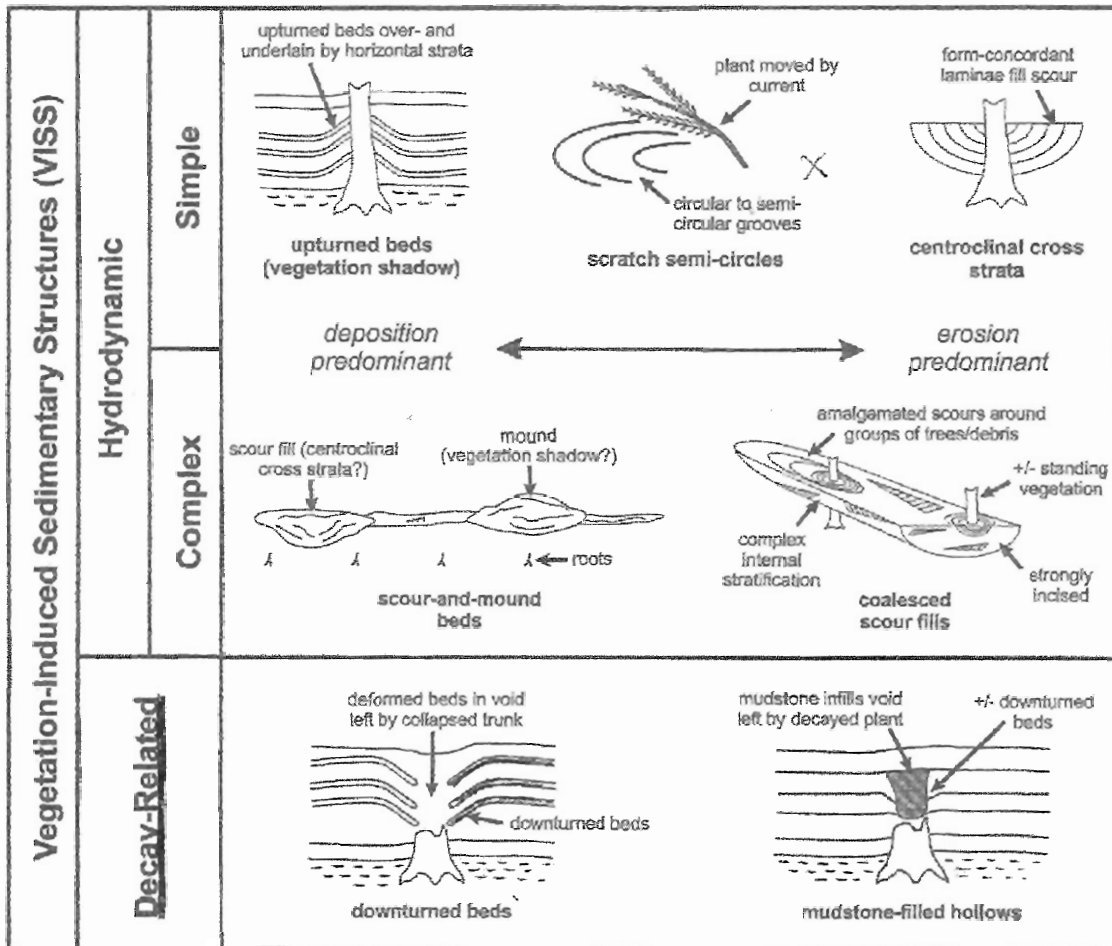 Vegetation-Induced Sedimentary Structures (VISS)
Hydrodynamic
Simple
upturned beds over- and
underlain by horizontal strata
upturned beds
(vegetation shadow)
plant moved by
current
circular to semi-
circular grooves
scratch semi-circles
form-concordant
laminae fill scour
centroclinal cross
strata
deposition
predominant
erosion
predominant
Complex
scour fill (centroclinal
cross strata?)
mound
(vegetation shadow?)
roots
scour-and-mound
beds
amalgamated scours around
groups of trees/debris
+/- standing
vegetation
complex
internal
stratification
strongly
incised
coalesced
scour fills
Decay-Related
deformed beds in void
left by collapsed trunk
downturned beds
downturned beds
mudstone infills void
left by decayed plant
+/- downturned
beds
mudstone-filled hollows